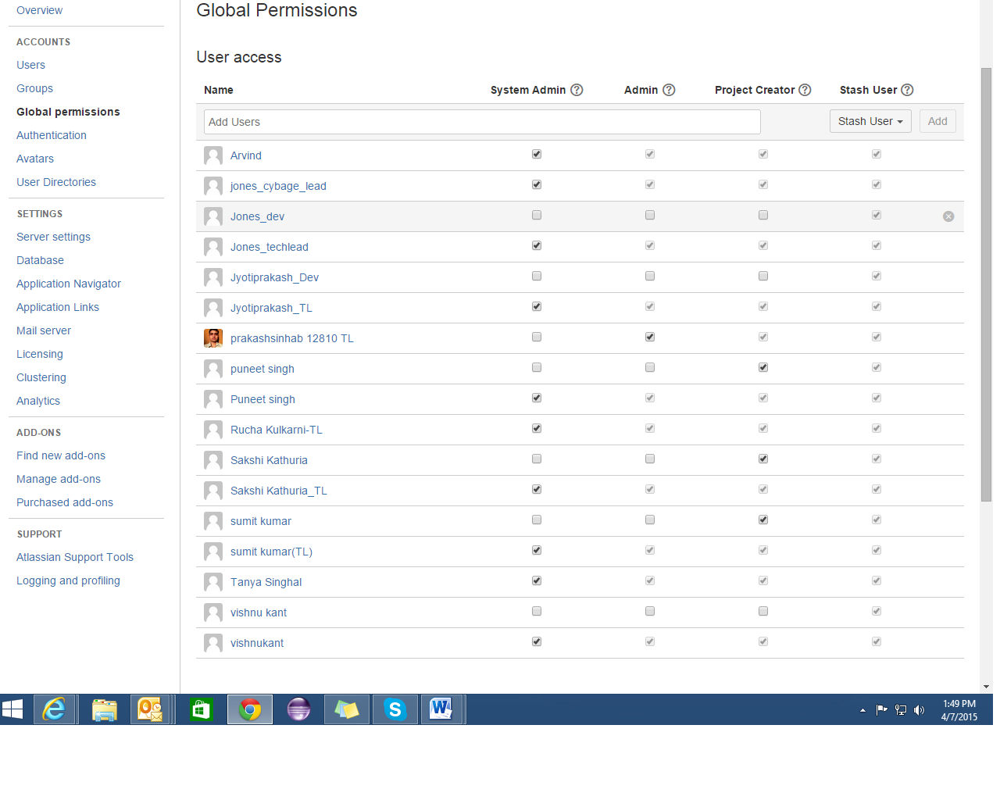 Overview
ACCOUNTS
Users
Groups
Global permissions
Authentication
Avatars
User Directories
SETTINGS
Server settings
Database
Application Navigator
Application Links
Mail server
Licensing
Clustering
Analytics
ADD-ONS
Find new add-ons
Manage add-ons
Purchased add-ons
SUPPORT
Atlassian Support Tools
Logging and profiling
Global Permissions
User access
Name System Admin ? Admin ? Project Creator ? Stash User ?
Add Users Stash User Add
Arvind
jones_cybage_lead
Jones_dev
Jones_techlead
Jyotiprakash_Dev
Jyotiprakash_TL
prakashsinhab 12810 TL
puneet singh
Puneet singh
Rucha Kulkarni-TL
Sakshi Kathuria
Sakshi Kathuria_TL
sumit kumar
sumit kumar(TL)
Tanya Singhal
vishnu kant
vishnukant
1:49 PM
4/7/2015